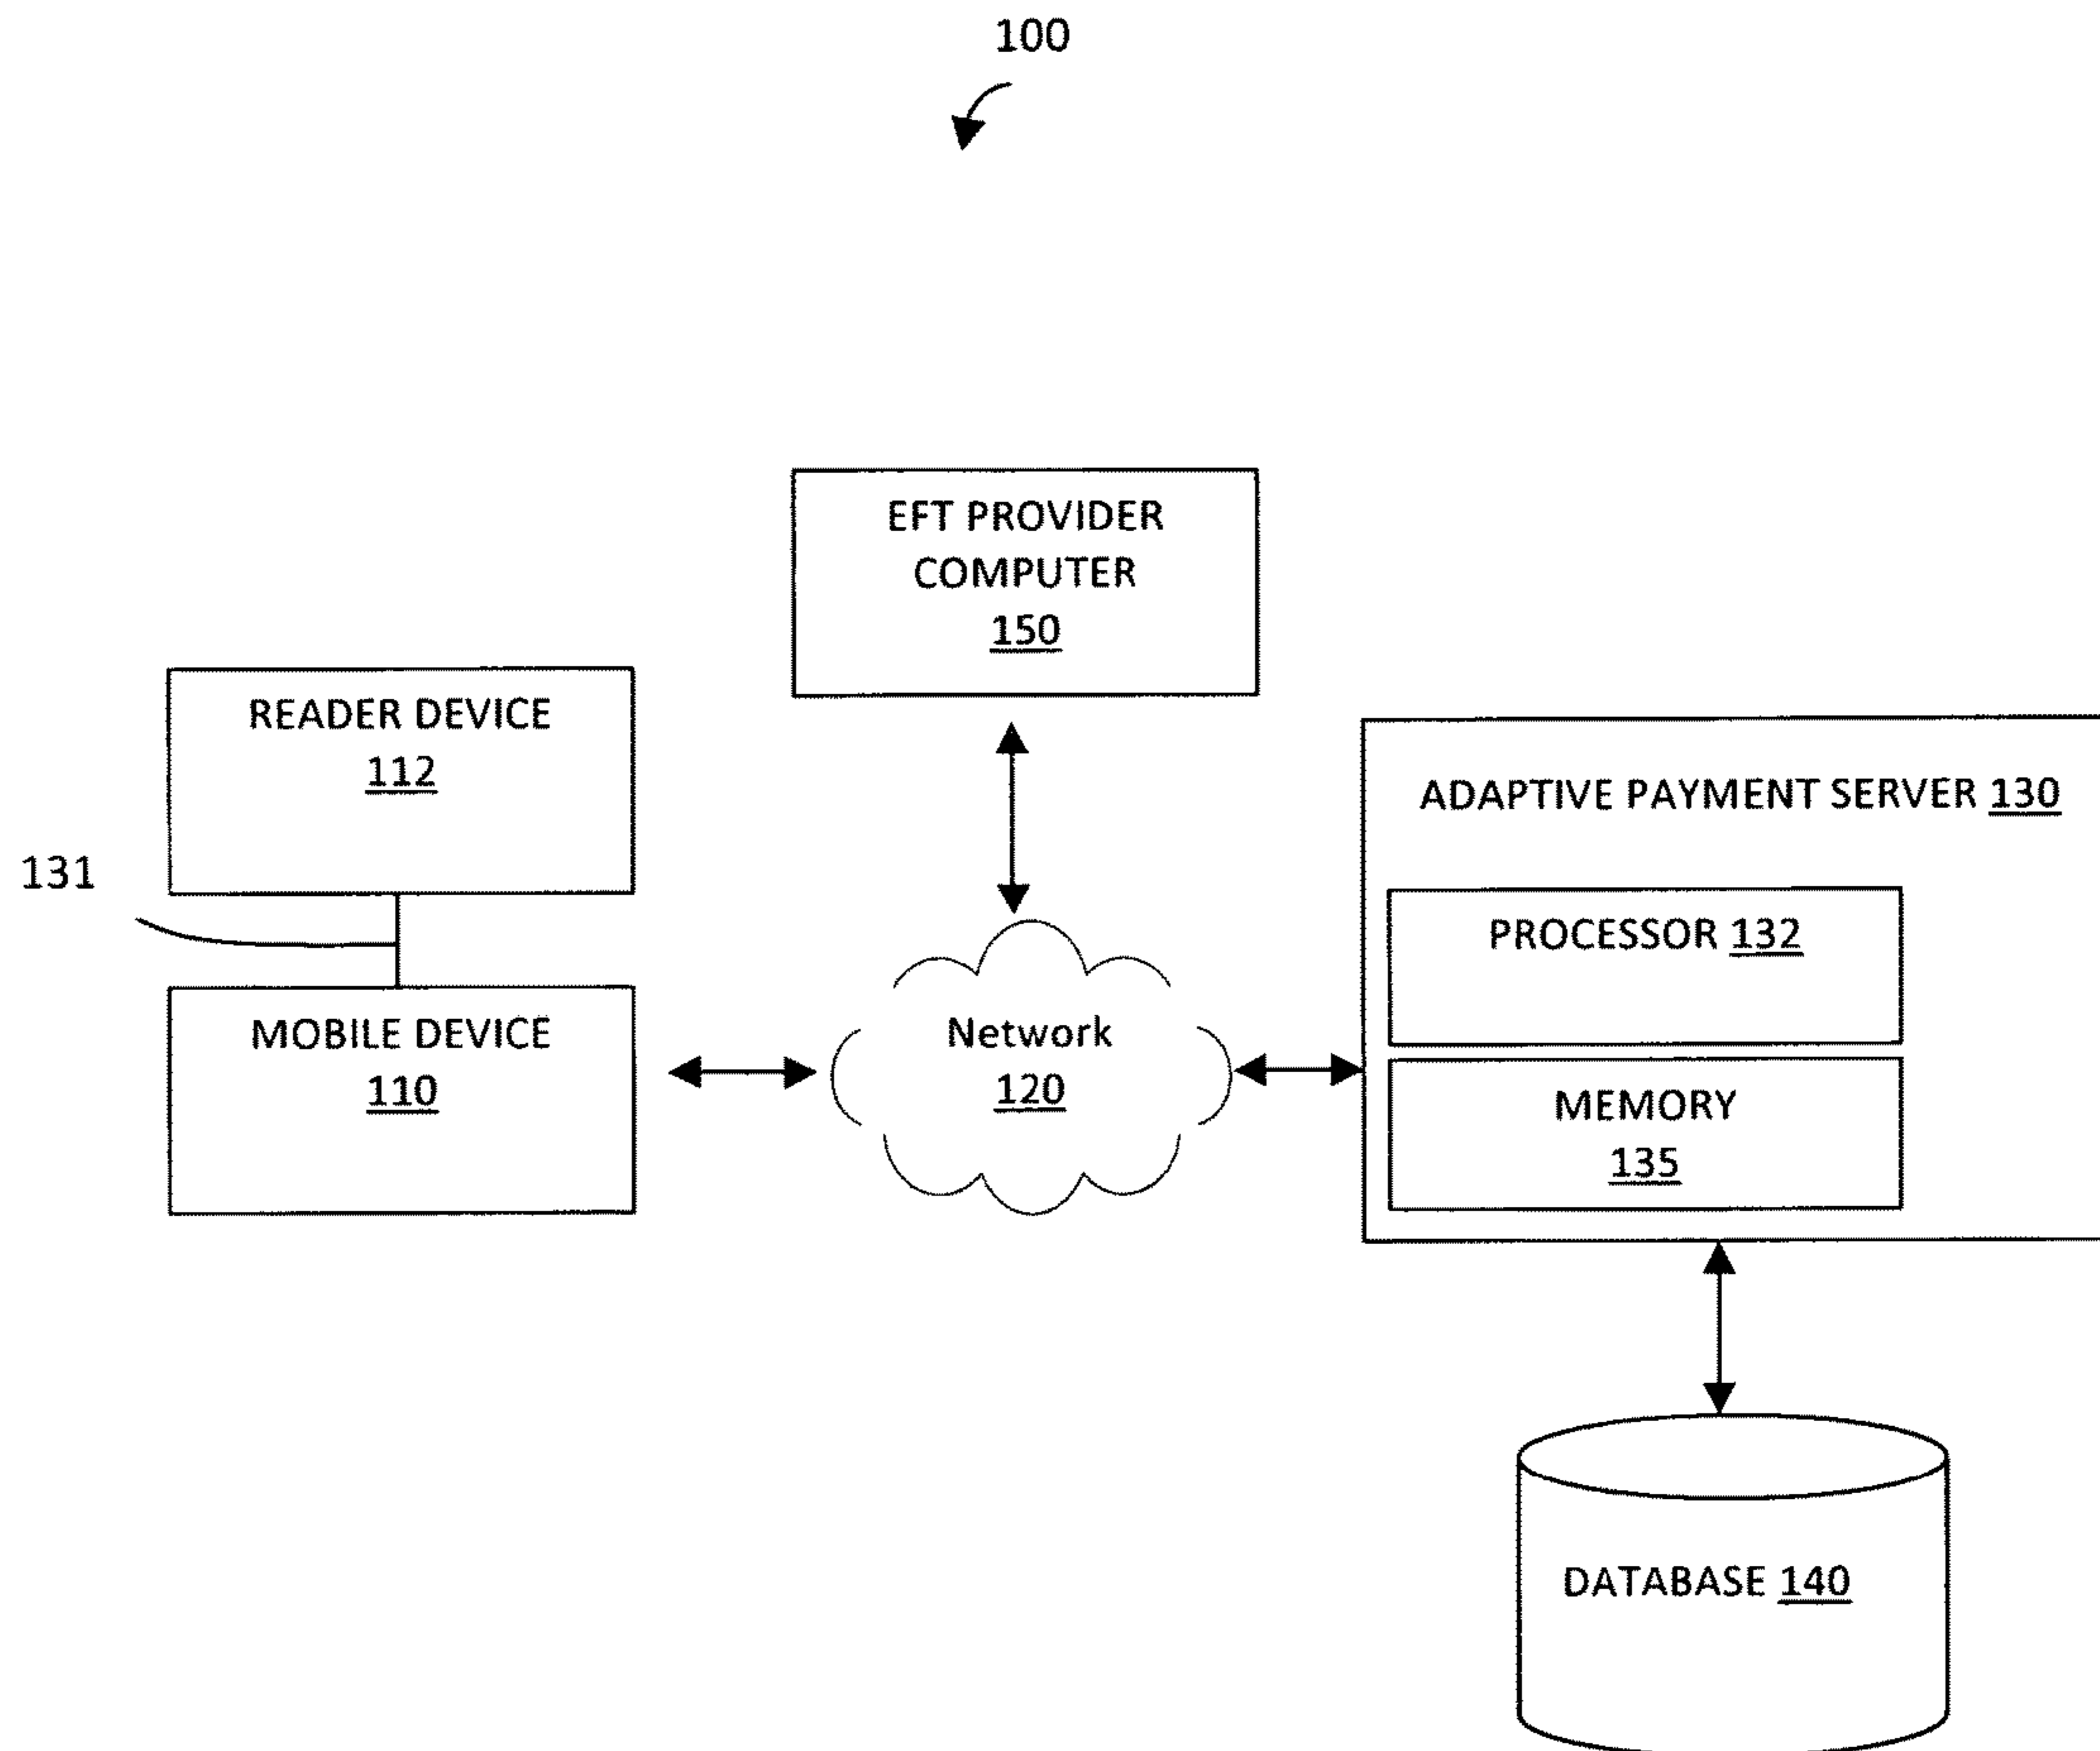 100
EFT PROVIDER
COMPUTER
150
READER DEVICE
112
131
MOBILE DEVICE
110
Network
120
ADAPTIVE PAYMENT SERVER 130
PROCESSOR 132
MEMORY
135
DATABASE 140